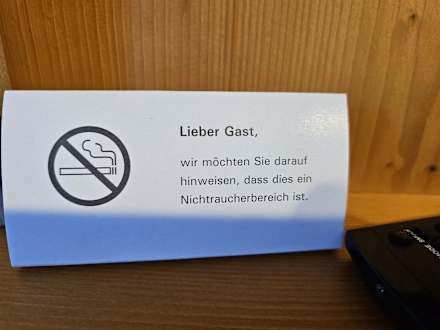 Lieber Gast,
wir möchten Sie darauf
hinweisen, dass dies ein
Nichtraucherbereich ist.